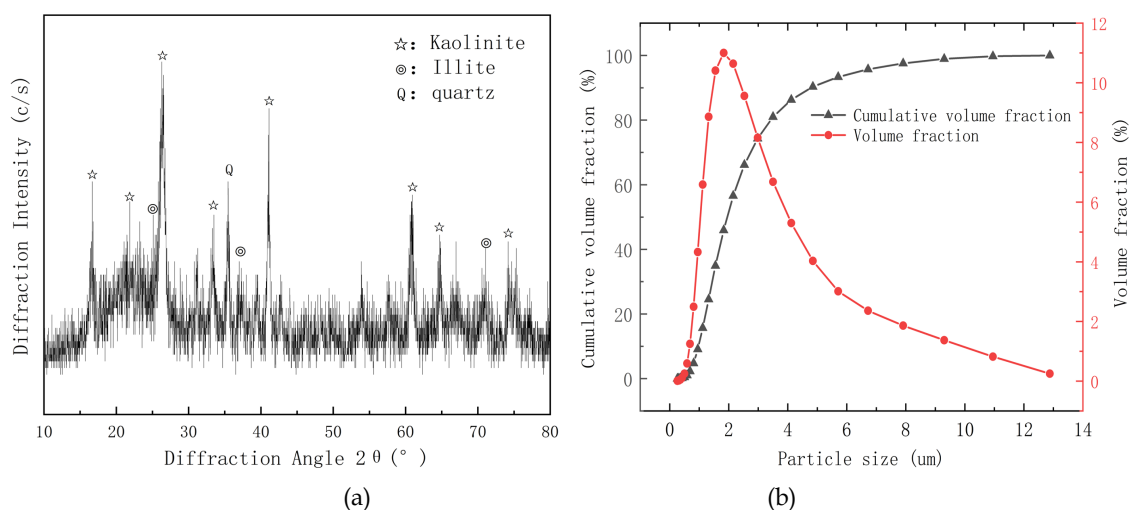 ☆: Kaolinite
◎: Illite
Q: quartz
Q
Diffraction Intensity (c/s)
10 20 30 40 50 60 70 80
Diffraction Angle 2θ(°)
(a)
100
80
60
40
20
0
Cumulative volume fraction (%)
Cumulative volume fraction
Volume fraction
12
10
8
6
4
2
0
Volume fraction (%)
0 2 4 6 8 10 12 14
Particle size (um)
(b)